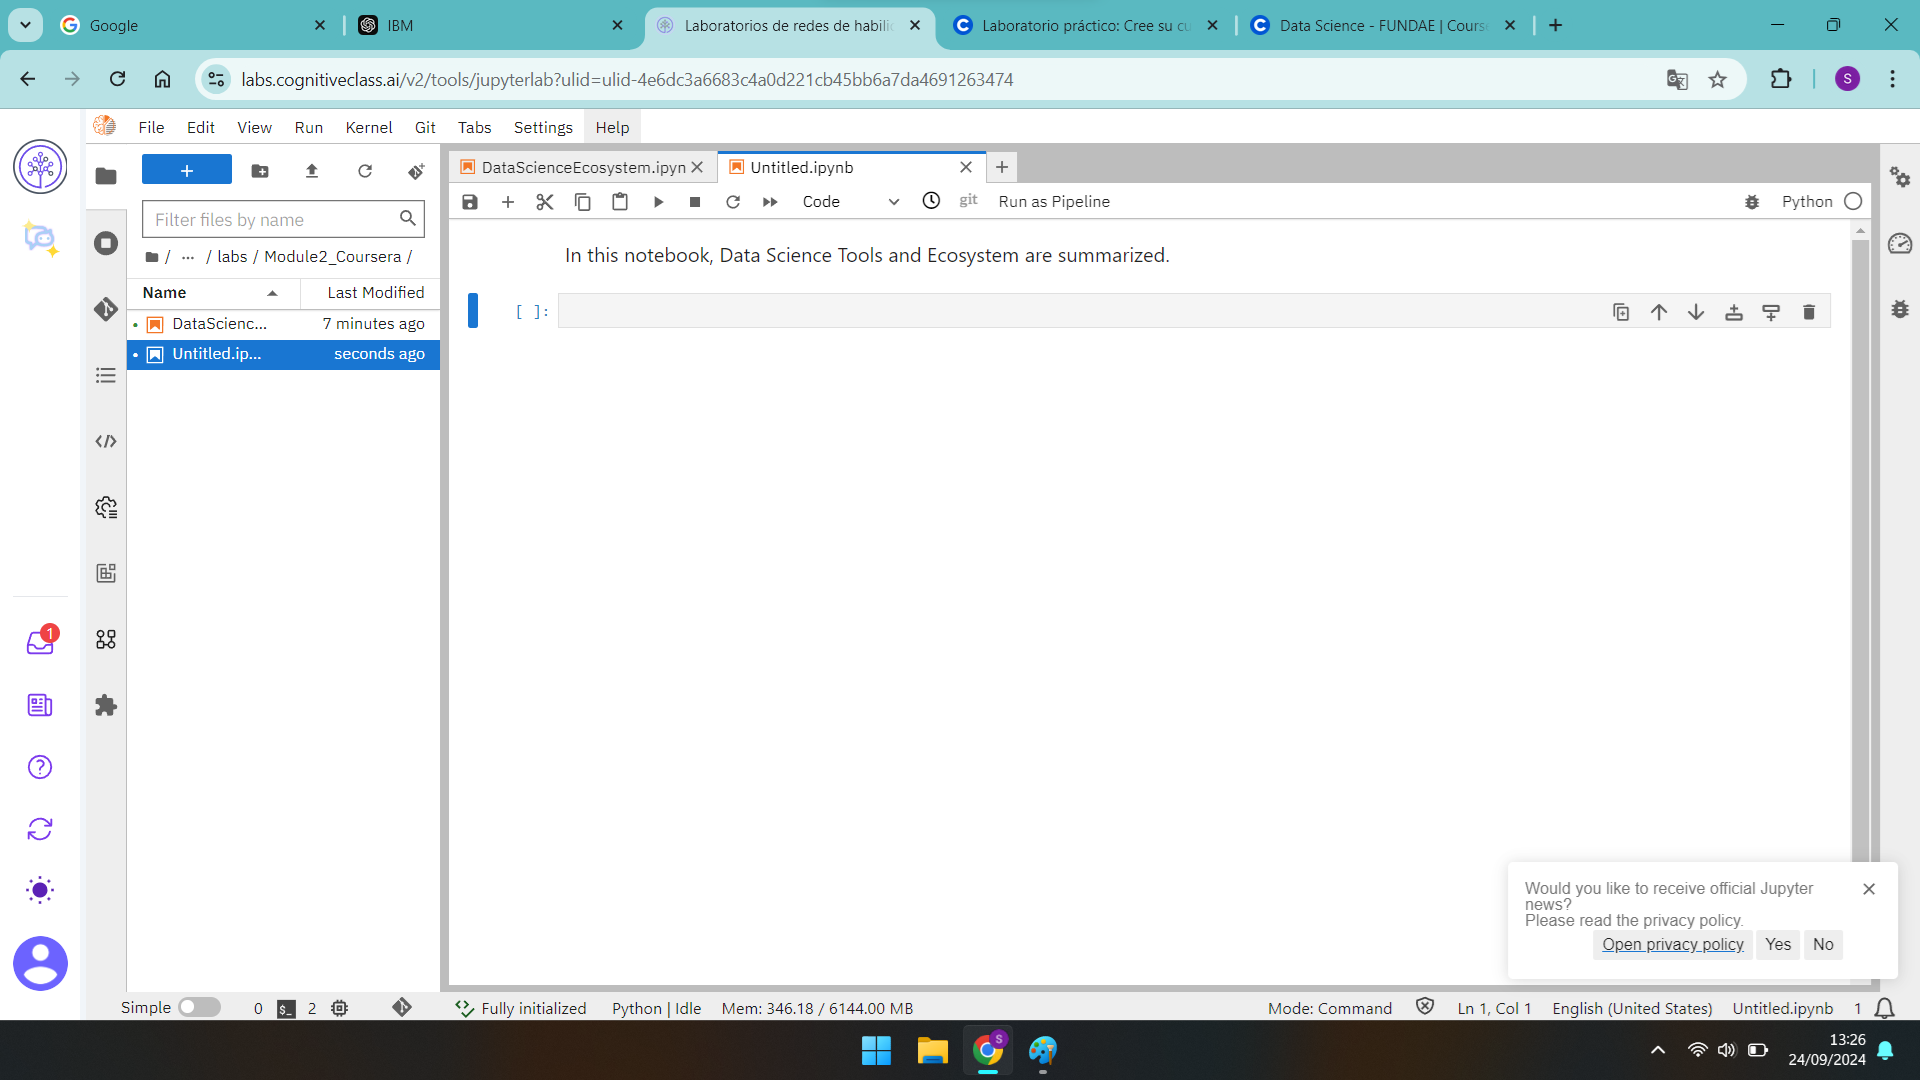 Google
IBM
Laboratorios de redes de habilid
Laboratorio práctico: Cree su cu
Data Science - FUNDAE | Course
labs.cognitiveclass.ai/v2/tools/jupyterlab?ulid=ulid-4e6dc3a6683c4a0d221cb45bb6a7da4691263474
S
File Edit View Run Kernel Git Tabs Settings Help
+
DataScienceEcosystem.ipyn
Untitled.ipynb
Code
git
Run as Pipeline
Python
Filter files by name
/ ... / labs / Module2_Coursera /
Name Last Modified
DataScienc... 7 minutes ago
Untitled.ip... seconds ago
In this notebook, Data Science Tools and Ecosystem are summarized.
[ ]:
1
Would you like to receive official Jupyter
news?
Please read the privacy policy.
Open privacy policy Yes No
Simple 0 $_ 2 Fully initialized Python | Idle Mem: 346.18 / 6144.00 MB Mode: Command Ln 1, Col 1 English (United States) Untitled.ipynb 1
S
13:26
24/09/2024